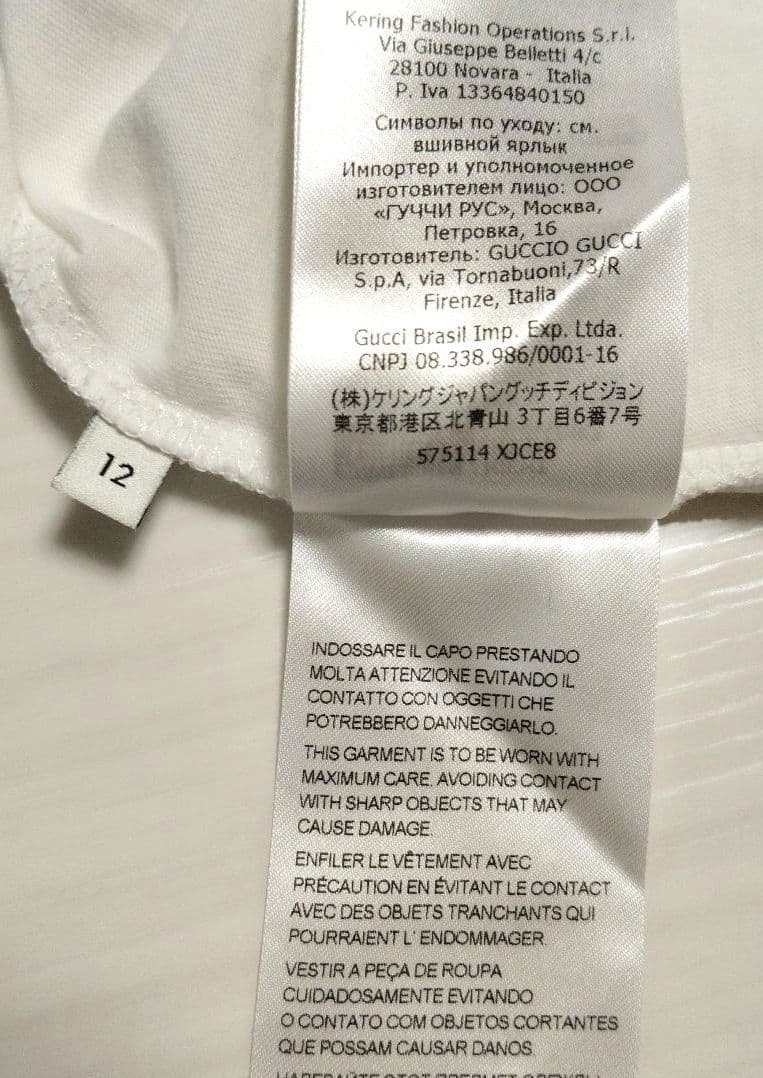 Kering Fashion Operations S.r.l.
Via Giuseppe Belletti 4/c
28100 Novara - Italia
P. Iva 13364840150
Символы по уходу: см.
вшивной ярлык
Импортер и уполномоченное
изготовителем лицо: ООО
«ГУЧЧИ РУС», Москва,
Петровка, 16
Изготовитель: GUCCIO GUCCI
S.p.A, via Tornabuoni,73/R
Firenze, Italia
Gucci Brasil Imp. Exp. Ltda.
CNPJ 08.338.986/0001-16
(株)ケリングジャパングッチディビジョン
東京都港区北青山 3丁目6番7号
575114 XJCE8
12
INDOSSARE IL CAPO PRESTANDO
MOLTA ATTENZIONE EVITANDO IL
CONTATTO CON OGGETTI CHE
POTREBBERO DANNEGGIARLO.
THIS GARMENT IS TO BE WORN WITH
MAXIMUM CARE. AVOIDING CONTACT
WITH SHARP OBJECTS THAT MAY
CAUSE DAMAGE.
ENFILER LE VÊTEMENT AVEC
PRÉCAUTION EN ÉVITANT LE CONTACT
AVEC DES OBJETS TRANCHANTS QUI
POURRAIENT L' ENDOMMAGER.
VESTIR A PEÇA DE ROUPA
CUIDADOSAMENTE EVITANDO
O CONTATO COM OBJETOS CORTANTES
QUE POSSAM CAUSAR DANOS.